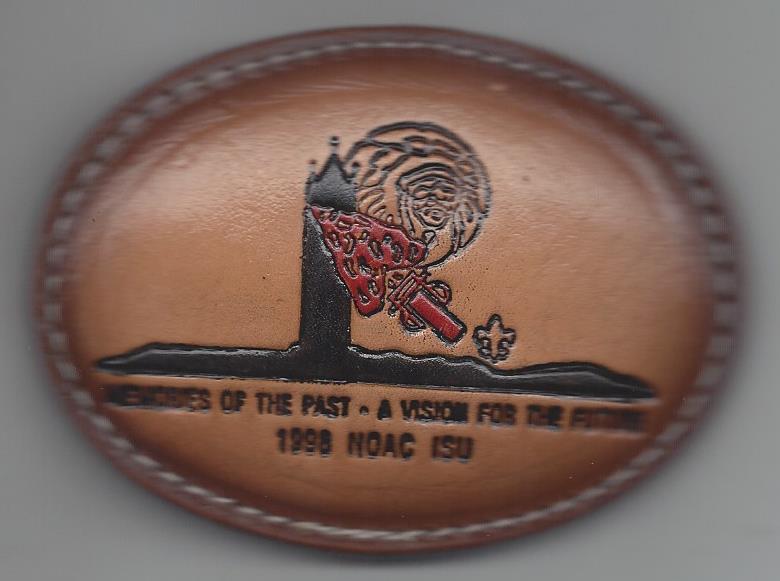 MEMORIES OF THE PAST • A VISION FOR THE FUTURE
1998 NOAC ISU